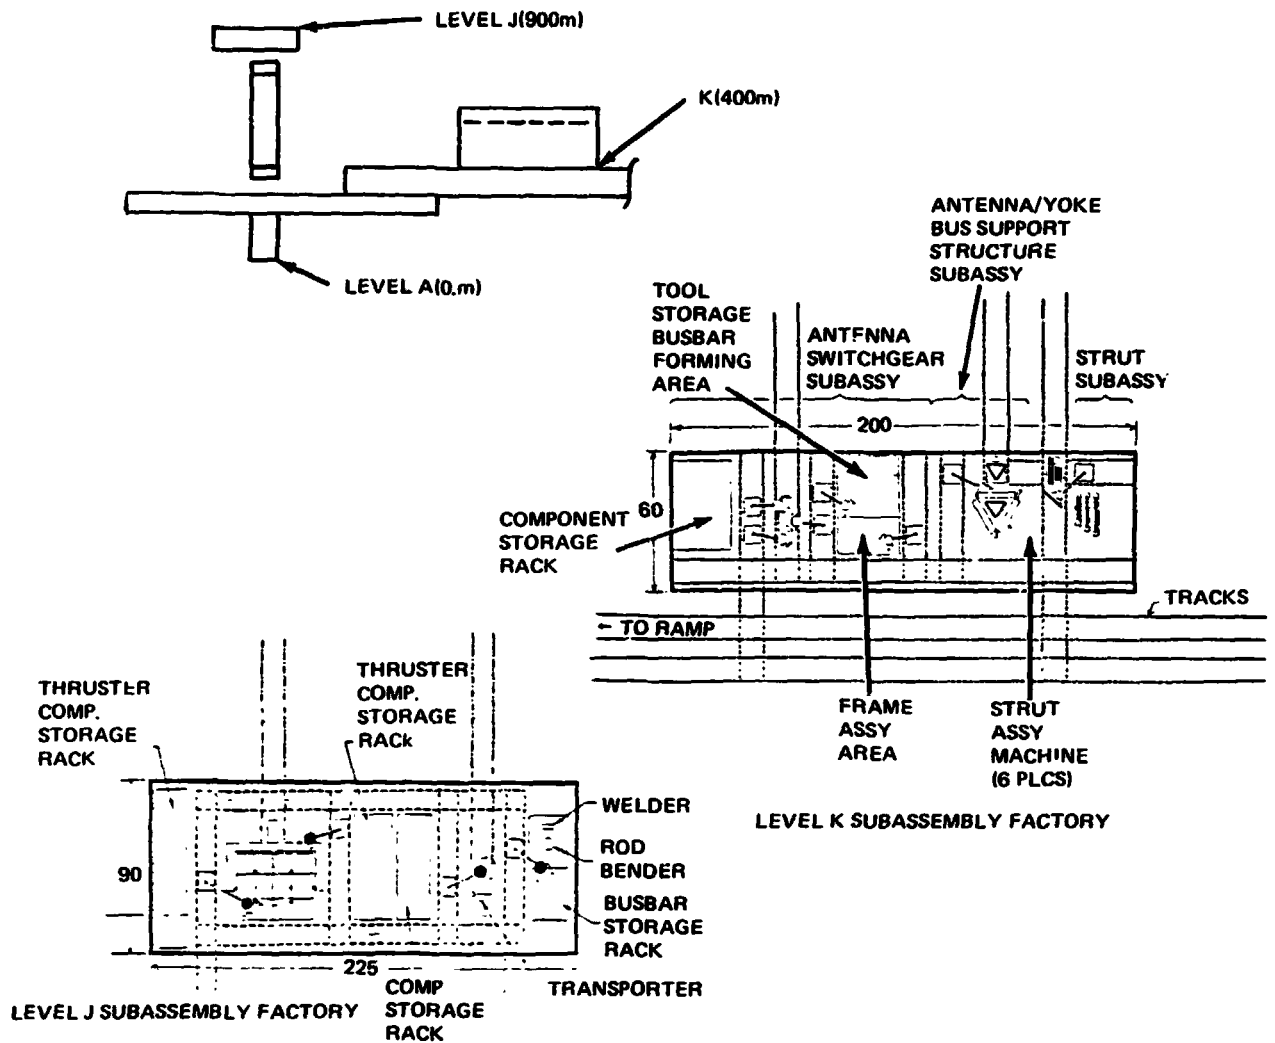 LEVEL J(900m)
K(400m)
LEVEL A(0.m)
ANTENNA/YOKE
BUS SUPPORT
STRUCTURE
SUBASSY
TOOL
STORAGE
BUSBAR
FORMING
AREA
ANTENNA
SWITCHGEAR
SUBASSY
STRUT
SUBASSY
200
60
COMPONENT
STORAGE
RACK
TRACKS
← TO RAMP
FRAME
ASSY
AREA
STRUT
ASSY
MACHINE
(6 PLCS)
LEVEL K SUBASSEMBLY FACTORY
THRUSTER
COMP.
STORAGE
RACK
THRUSTER
COMP.
STORAGE
RACK
WELDER
ROD
BENDER
BUSBAR
STORAGE
RACK
90
225
COMP
STORAGE
RACK
TRANSPORTER
LEVEL J SUBASSEMBLY FACTORY